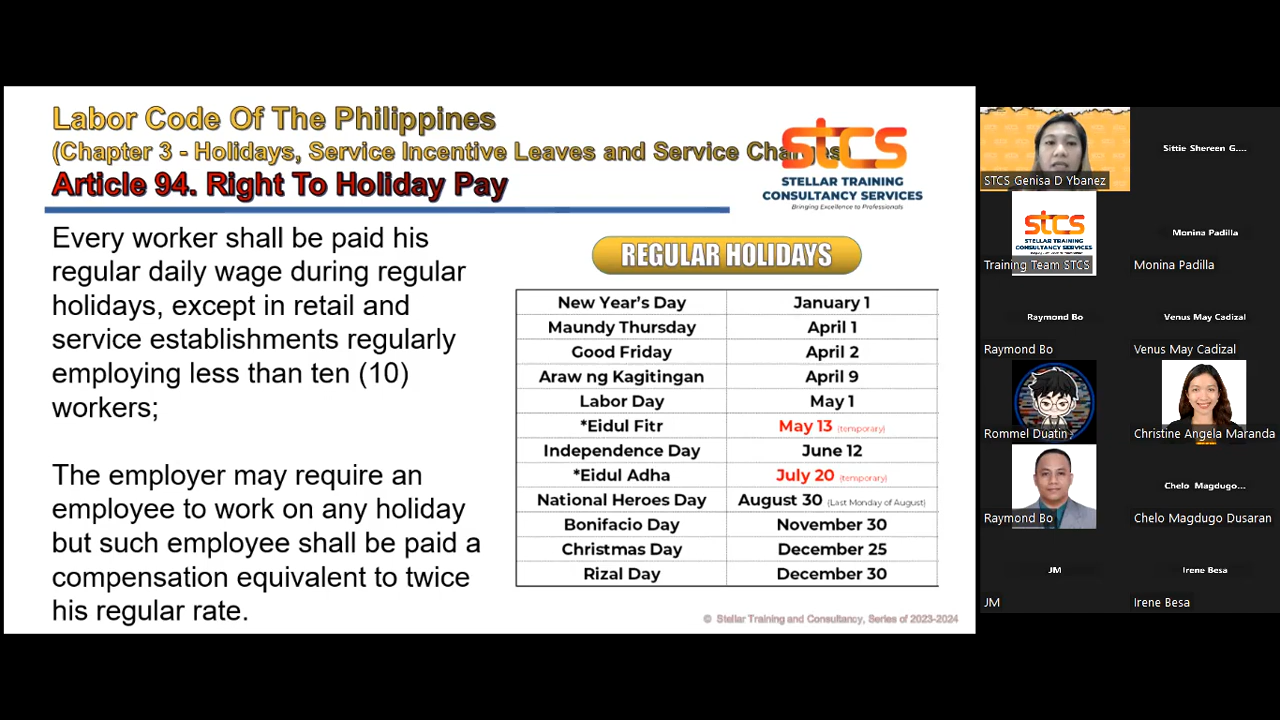 Labor Code Of The Philippines
(Chapter 3 - Holidays, Service Incentive Leaves and Service
Article 94. Right To Holiday Pay
stcs
STELLAR TRAINING
CONSULTANCY SERVICES
Bringing Excellence to Professionals
Every worker shall be paid his
regular daily wage during regular
holidays, except in retail and
service establishments regularly
employing less than ten (10)
workers;
The employer may require an
employee to work on any holiday
but such employee shall be paid a
compensation equivalent to twice
his regular rate.
REGULAR HOLIDAYS
New Year's Day January 1
Maundy Thursday April 1
Good Friday April 2
Araw ng Kagitingan April 9
Labor Day May 1
*Eidul Fitr May 13 (temporary)
Independence Day June 12
*Eidul Adha July 20 (temporary)
National Heroes Day August 30 (Last Monday of August)
Bonifacio Day November 30
Christmas Day December 25
Rizal Day December 30
© Stellar Training and Consultancy, Series of 2023-2024
STCS Genisa D Ybanez
Sittie Shereen G....
stcs
STELLAR TRAINING
CONSULTANCY SERVICES
Training Team STCS
Monina Padilla
Monina Padilla
Raymond Bo
Raymond Bo
Venus May Cadizal
Venus May Cadizal
Rommel Duatin
Christine Angela Maranda
Raymond Bo
Chelo Magdugo...
Chelo Magdugo Dusaran
JM
JM
Irene Besa
Irene Besa